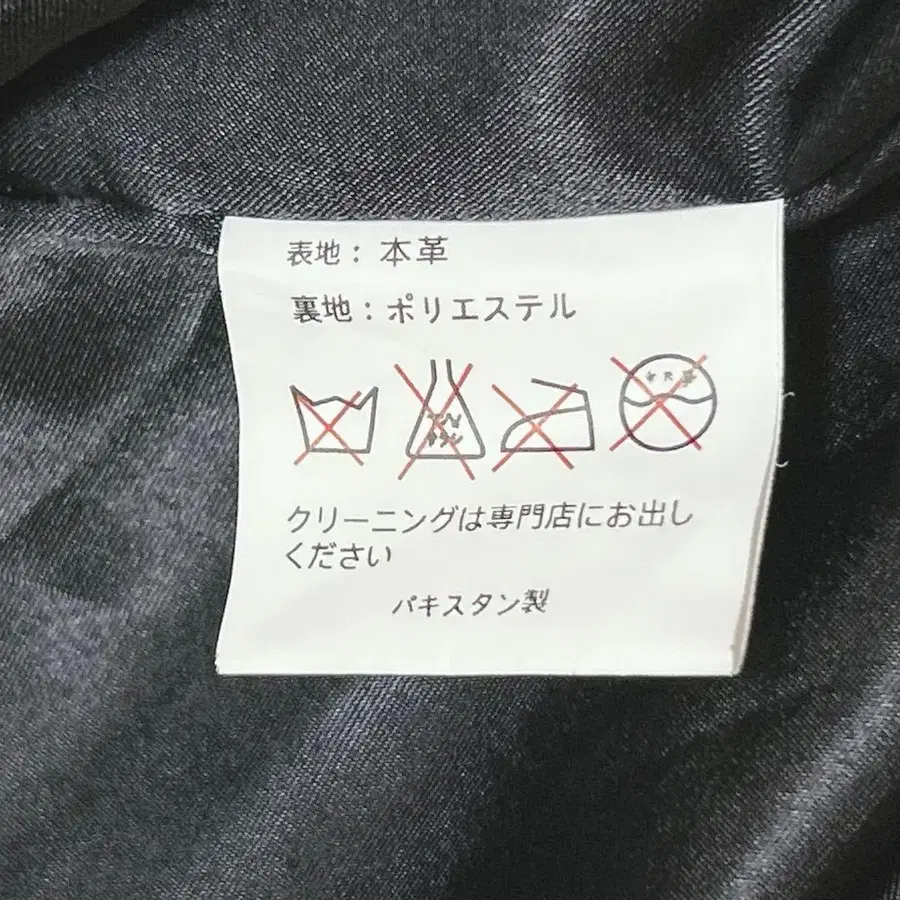 表地：本革
裏地：ポリエステル
クリーニングは専門店にお出し
ください
パキスタン製